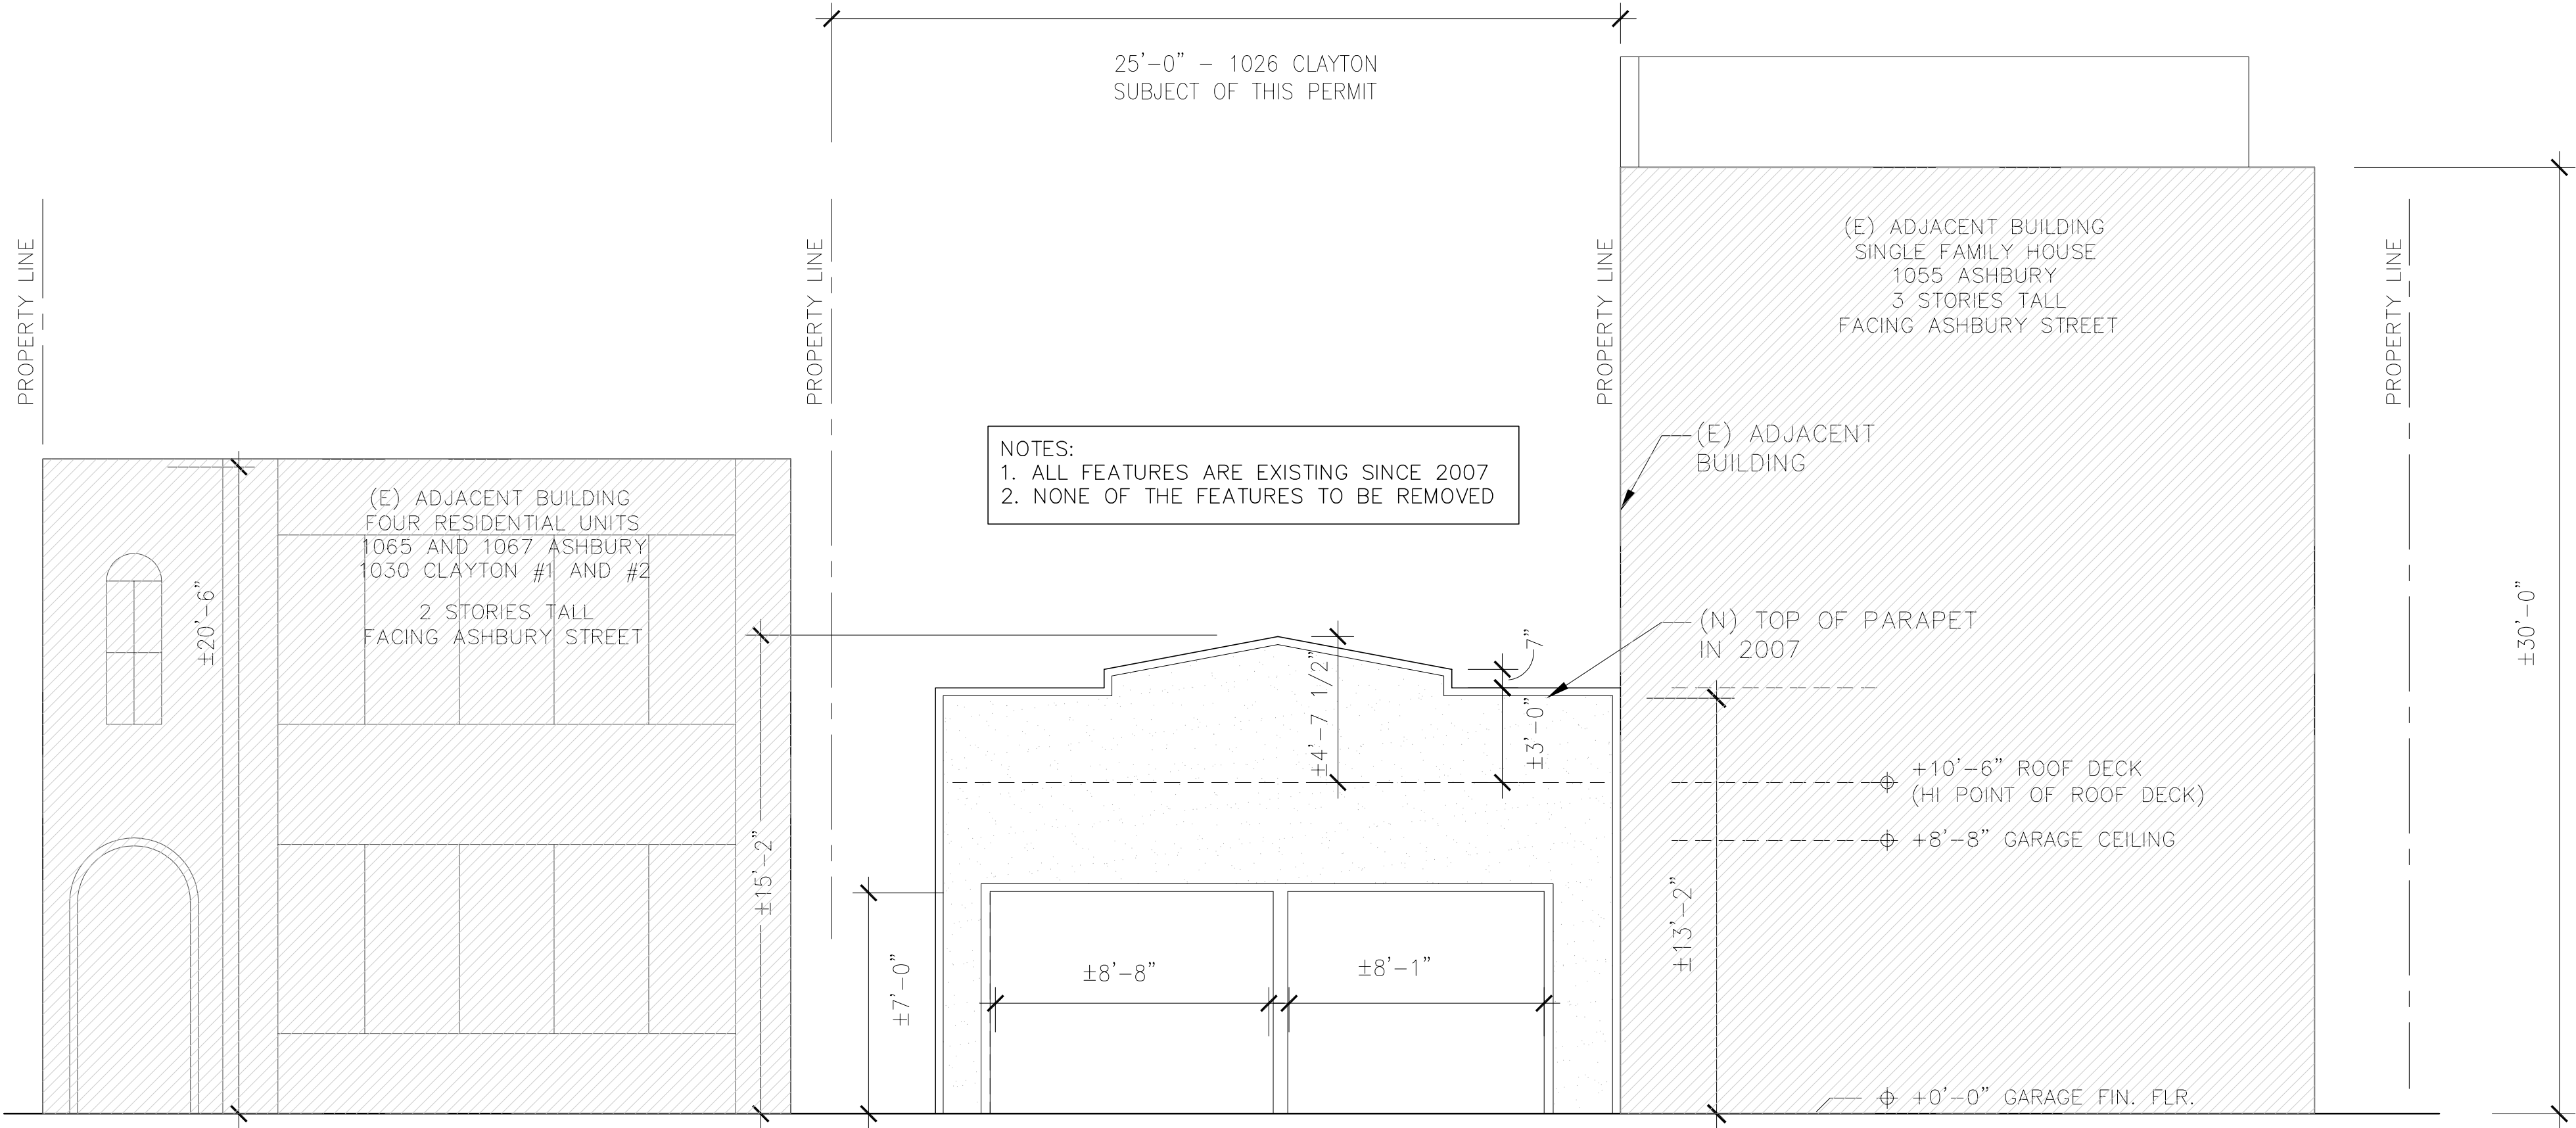 25'-0" - 1026 CLAYTON
SUBJECT OF THIS PERMIT
PROPERTY LINE
PROPERTY LINE
PROPERTY LINE
PROPERTY LINE
(E) ADJACENT BUILDING
SINGLE FAMILY HOUSE
1055 ASHBURY
3 STORIES TALL
FACING ASHBURY STREET
NOTES:
1. ALL FEATURES ARE EXISTING SINCE 2007
2. NONE OF THE FEATURES TO BE REMOVED
(E) ADJACENT
BUILDING
(E) ADJACENT BUILDING
FOUR RESIDENTIAL UNITS
1065 AND 1067 ASHBURY
1030 CLAYTON #1 AND #2
2 STORIES TALL
FACING ASHBURY STREET
±20'-6"
(N) TOP OF PARAPET
IN 2007
±30'-0"
7"
±4'-7 1/2"
±3'-0"
+10'-6" ROOF DECK
(HI POINT OF ROOF DECK)
+8'-8" GARAGE CEILING
±15'-2"
±13'-2"
±7'-0"
±8'-8"
±8'-1"
+0'-0" GARAGE FIN. FLR.